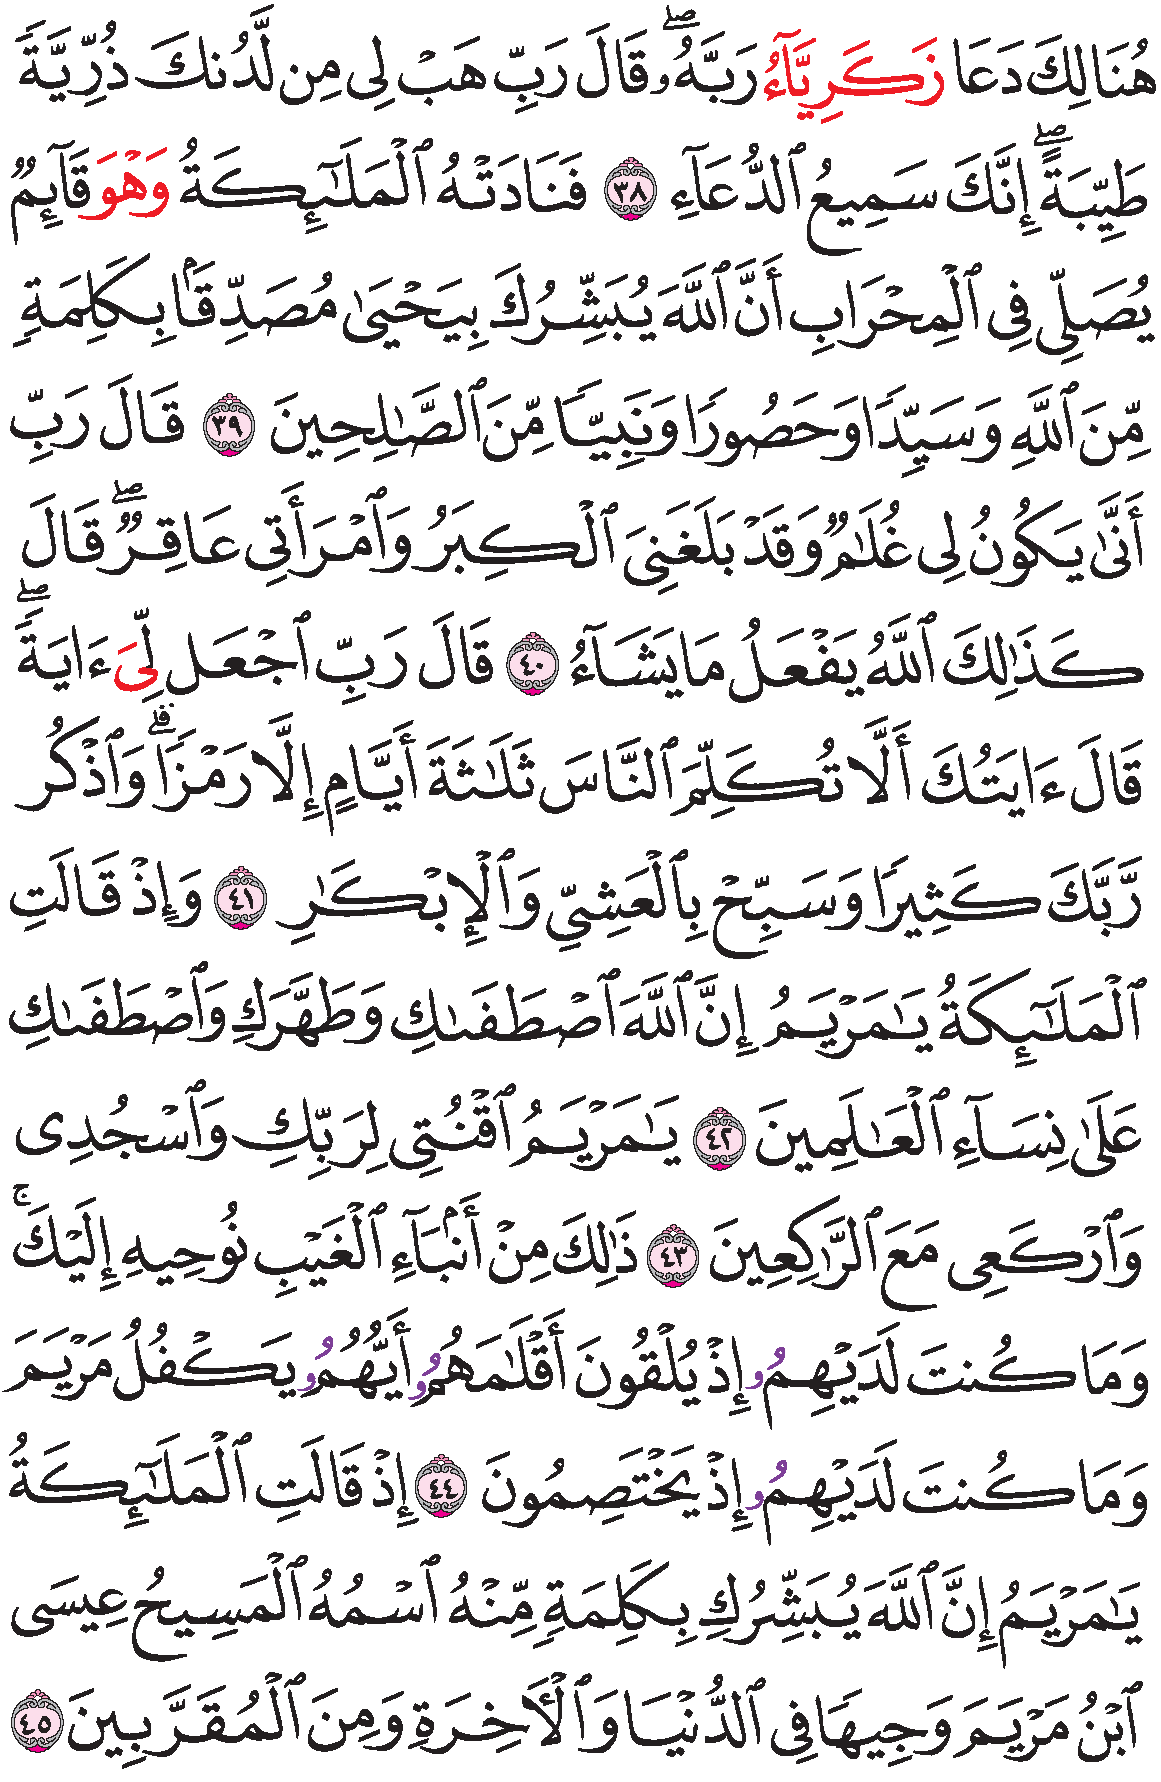 هُنَالِكَ دَعَا زَكَرِيَّآءُ رَبَّهُۥۖ قَالَ رَبِّ هَبْ لِى مِن لَّدُنكَ ذُرِّيَّةً
طَيِّبَةًۖ إِنَّكَ سَمِيعُ ٱلدُّعَآءِ ٣٨ فَنَادَتْهُ ٱلْمَلَـٰٓئِكَةُ وَهْوَ قَآئِمٌ
يُصَلِّى فِى ٱلْمِحْرَابِ أَنَّ ٱللَّهَ يُبَشِّرُكَ بِيَحْيَىٰ مُصَدِّقَۢا بِكَلِمَةٍ
مِّنَ ٱللَّهِ وَسَيِّدًا وَحَصُورًا وَنَبِيًّا مِّنَ ٱلصَّـٰلِحِينَ ٣٩ قَالَ رَبِّ
أَنَّىٰ يَكُونُ لِى غُلَـٰمٌ وَقَدْ بَلَغَنِىَ ٱلْكِبَرُ وَٱمْرَأَتِى عَاقِرٌۖ قَالَ
كَذَٰلِكَ ٱللَّهُ يَفْعَلُ مَا يَشَآءُ ٤٠ قَالَ رَبِّ ٱجْعَل لِّىَ ءَايَةًۖ
قَالَ ءَايَتُكَ أَلَّا تُكَلِّمَ ٱلنَّاسَ ثَلَـٰثَةَ أَيَّامٍ إِلَّا رَمْزًاۗ وَٱذْكُر
رَّبَّكَ كَثِيرًا وَسَبِّحْ بِٱلْعَشِىِّ وَٱلْإِبْكَـٰرِ ٤١ وَإِذْ قَالَتِ
ٱلْمَلَـٰٓئِكَةُ يَـٰمَرْيَمُ إِنَّ ٱللَّهَ ٱصْطَفَىٰكِ وَطَهَّرَكِ وَٱصْطَفَىٰكِ
عَلَىٰ نِسَآءِ ٱلْعَـٰلَمِينَ ٤٢ يَـٰمَرْيَمُ ٱقْنُتِى لِرَبِّكِ وَٱسْجُدِى
وَٱرْكَعِى مَعَ ٱلرَّٰكِعِينَ ٤٣ ذَٰلِكَ مِنْ أَنۢبَآءِ ٱلْغَيْبِ نُوحِيهِ إِلَيْكَۚ
وَمَا كُنتَ لَدَيْهِمُۥ إِذْ يُلْقُونَ أَقْلَـٰمَهُمُۥ أَيُّهُمُۥ يَكْفُلُ مَرْيَمَ
وَمَا كُنتَ لَدَيْهِمُۥ إِذْ يَخْتَصِمُونَ ٤٤ إِذْ قَالَتِ ٱلْمَلَـٰٓئِكَةُ
يَـٰمَرْيَمُ إِنَّ ٱللَّهَ يُبَشِّرُكِ بِكَلِمَةٍ مِّنْهُ ٱسْمُهُ ٱلْمَسِيحُ عِيسَى
ٱبْنُ مَرْيَمَ وَجِيهًا فِى ٱلدُّنْيَا وَٱلْـَٔاخِرَةِ وَمِنَ ٱلْمُقَرَّبِينَ ٤٥